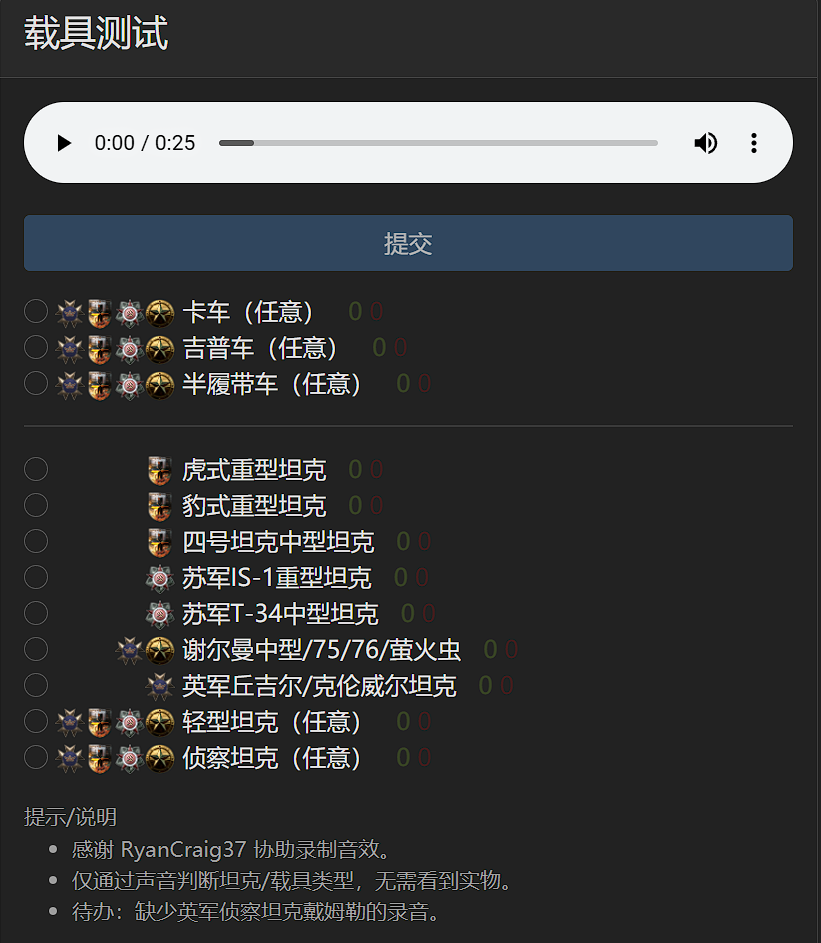 载具测试
0:00 / 0:25
提交
卡车（任意） 0 0
吉普车（任意） 0 0
半履带车（任意） 0 0
虎式重型坦克 0 0
豹式重型坦克 0 0
四号坦克中型坦克 0 0
苏军IS-1重型坦克 0 0
苏军T-34中型坦克 0 0
谢尔曼中型/75/76/萤火虫 0 0
英军丘吉尔/克伦威尔坦克 0 0
轻型坦克（任意） 0 0
侦察坦克（任意） 0 0
提示/说明
感谢 RyanCraig37 协助录制音效。
仅通过声音判断坦克/载具类型，无需看到实物。
待办：缺少英军侦察坦克戴姆勒的录音。